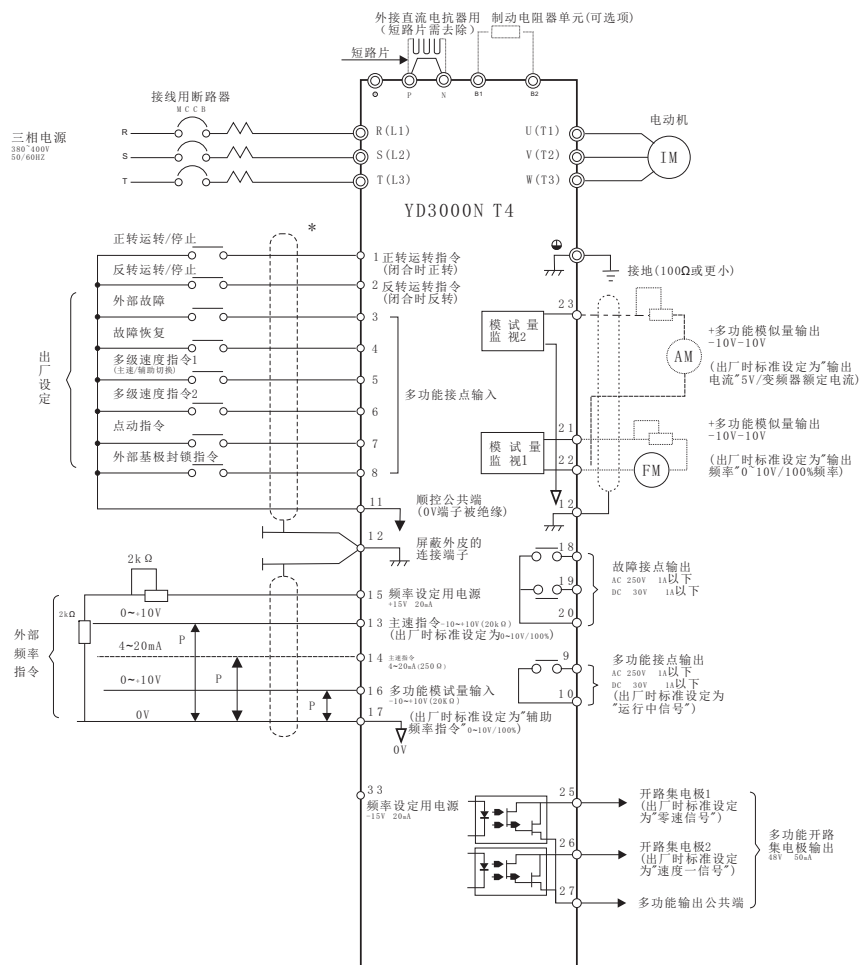 外接直流电抗器用
(短路片需去除)
制动电阻器单元(可选项)
短路片
P
N
B1
B2
接线用断路器
MCCB
三相电源
380~400V
50/60HZ
R
S
T
R(L1)
S(L2)
T(L3)
U(T1)
V(T2)
W(T3)
电动机
IM
YD3000N T4
*
正转运转/停止
反转运转/停止
外部故障
故障恢复
多级速度指令1
(主速/辅助切换)
多级速度指令2
点动指令
外部基极封锁指令
出厂设定
1 正转运转指令
(闭合时正转)
2 反转运转指令
(闭合时反转)
3
4
5
6
7
8
多功能接点输入
11
顺控公共端
(0V端子被绝缘)
12
屏蔽外皮的
连接端子
接地(100Ω或更小)
23
模试量
监视2
+多功能模似量输出
-10V-10V
AM
(出厂时标准设定为"输出
电流"5V/变频器额定电流)
21
模试量
监视1
22
+多功能模似量输出
-10V-10V
FM
(出厂时标准设定为"输出
频率"0~10V/100%频率)
12
18
19
20
故障接点输出
AC 250V 1A以下
DC 30V 1A以下
9
10
多功能接点输出
AC 250V 1A以下
DC 30V 1A以下
(出厂时标准设定为
"运行中信号")
外部
频率
指令
2kΩ
2kΩ
0~+10V
P
4~20mA
P
0~+10V
P
0V
15 频率设定用电源
+15V 20mA
13 主速指令-10~+10V(20kΩ)
(出厂时标准设定为0~10V/100%)
14 主速指令
4~20mA(250Ω)
16 多功能模试量输入
-10~+10V(20KΩ)
17
(出厂时标准设定为"辅助
频率指令"0~10V/100%)
0V
33
频率设定用电源
-15V 20mA
25
开路集电极1
(出厂时标准设定
为"零速信号")
26
开路集电极2
(出厂时标准设定
为"速度一信号")
27
多功能输出公共端
多功能开路
集电极输出
48V 50mA